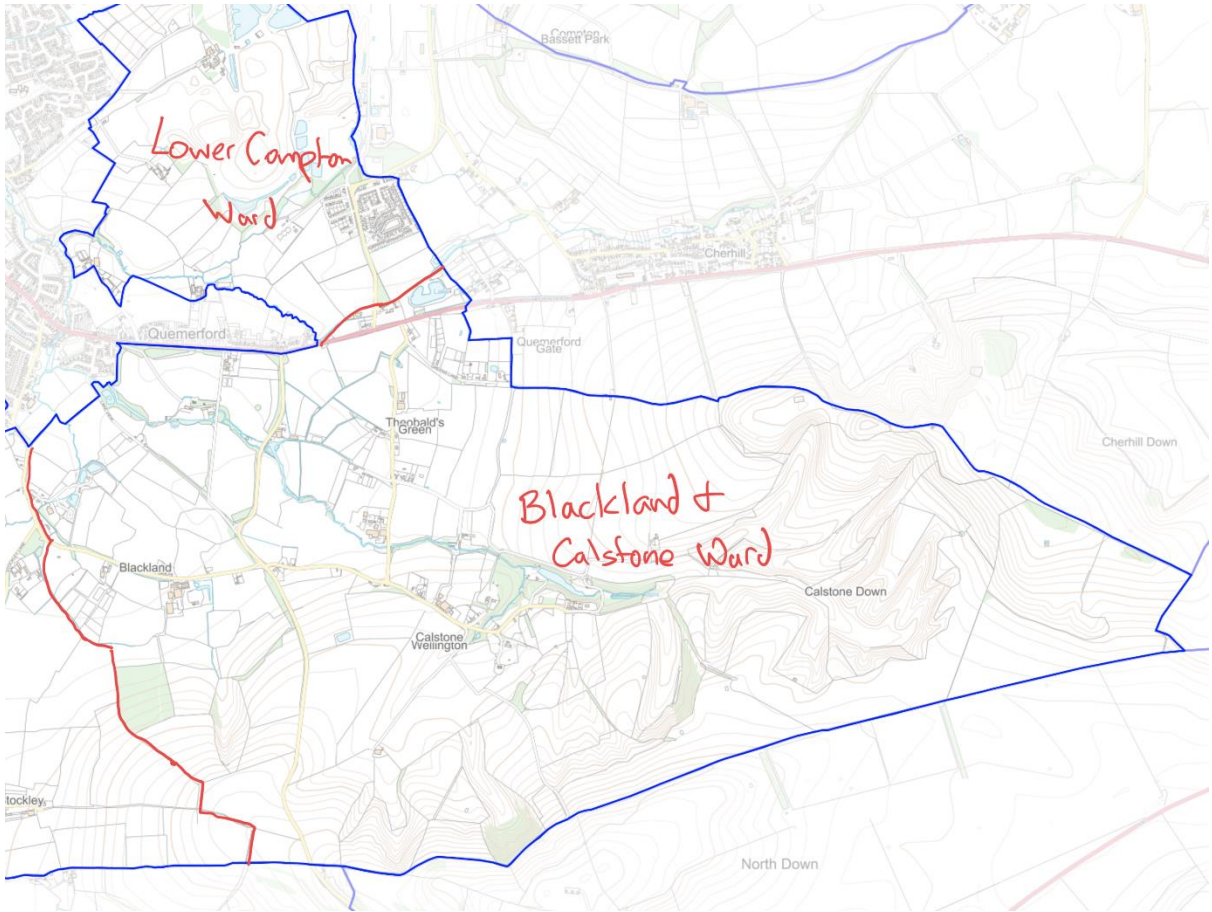 Compton
Bassett Park
Lower Compton
Ward
Cherhill
Quemerford
Quemerford
Gate
Theobald's
Green
Cherhill Down
Blackland &
Calstone Ward
Blackland
Calstone Down
Calstone
Wellington
tockley
North Down